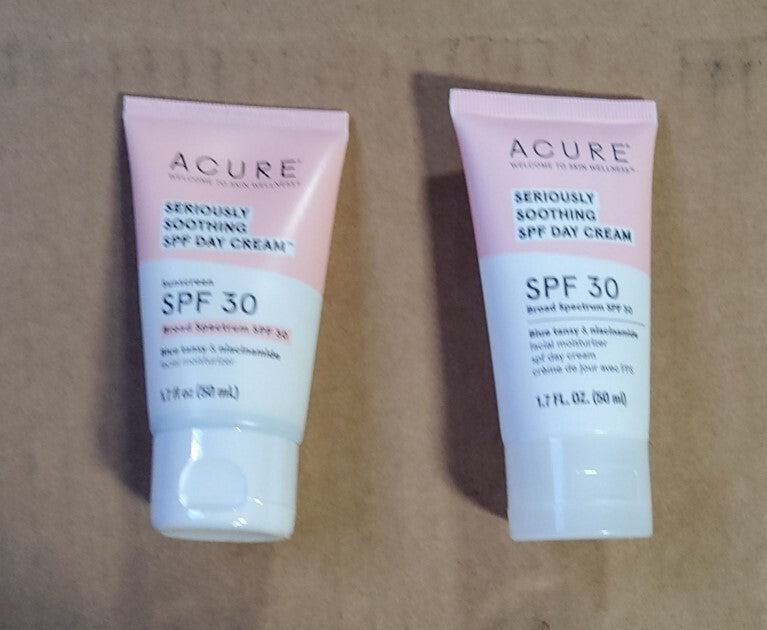 ACURE
WELCOME TO SKIN WELLNESS
SERIOUSLY
SOOTHING
SPF DAY CREAM™
Sunscreen
SPF 30
Broad Spectrum SPF 30
Blue tansy & niacinamide
facial moisturizer
1.7 fl oz (50 mL)
ACURE
WELCOME TO SKIN WELLNESS
SERIOUSLY
SOOTHING
SPF DAY CREAM
SPF 30
Broad Spectrum SPF 30
Blue tansy & niacinamide
facial moisturizer
spf day cream
crème de jour avec FPS
1.7 FL. OZ. (50 ml)